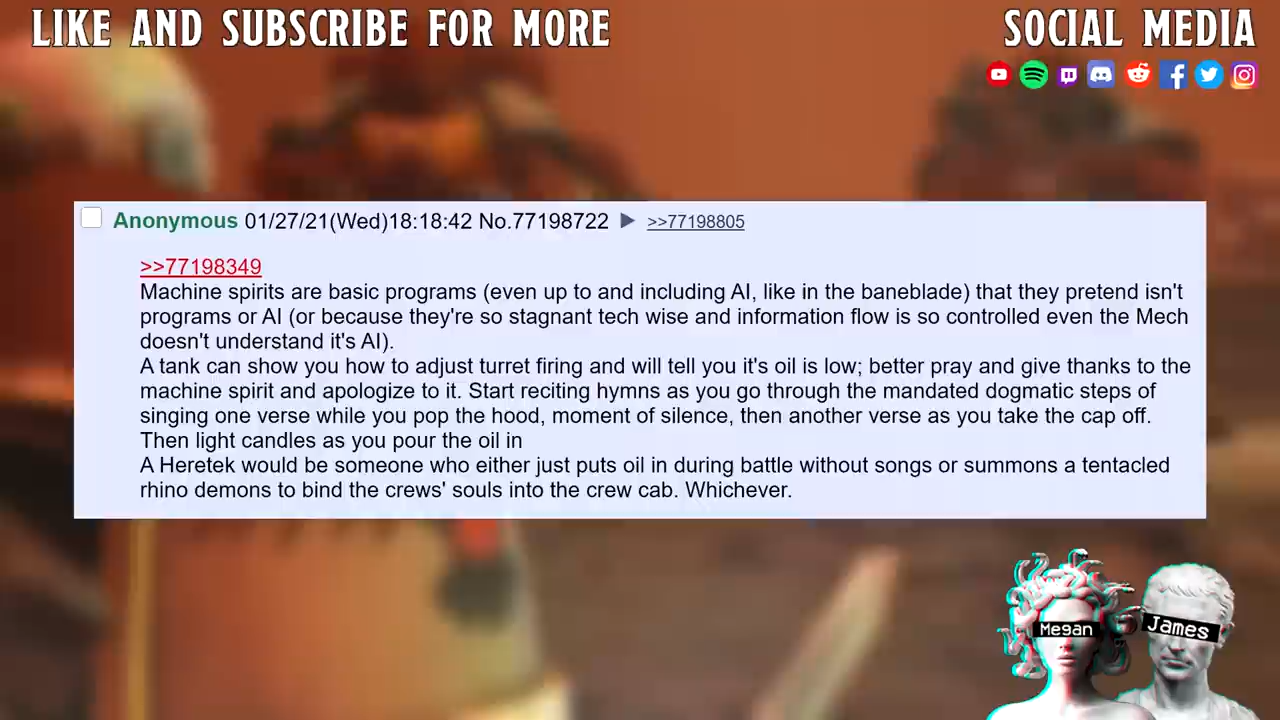 LIKE AND SUBSCRIBE FOR MORE
SOCIAL MEDIA
Anonymous 01/27/21(Wed)18:18:42 No.77198722 ▶ >>77198805
>>77198349
Machine spirits are basic programs (even up to and including AI, like in the baneblade) that they pretend isn't
programs or AI (or because they're so stagnant tech wise and information flow is so controlled even the Mech
doesn't understand it's AI).
A tank can show you how to adjust turret firing and will tell you it's oil is low; better pray and give thanks to the
machine spirit and apologize to it. Start reciting hymns as you go through the mandated dogmatic steps of
singing one verse while you pop the hood, moment of silence, then another verse as you take the cap off.
Then light candles as you pour the oil in
A Heretek would be someone who either just puts oil in during battle without songs or summons a tentacled
rhino demons to bind the crews' souls into the crew cab. Whichever.
Megan
James